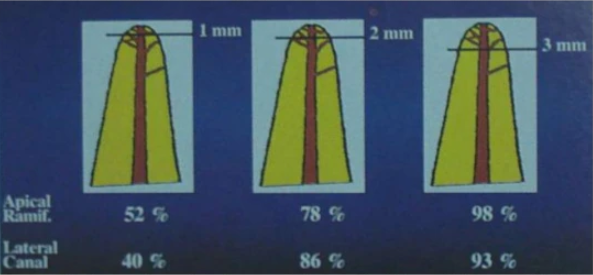 1 mm
2 mm
3 mm
Apical
Ramif. 52 % 78 % 98 %
Lateral
Canal 40 % 86 % 93 %